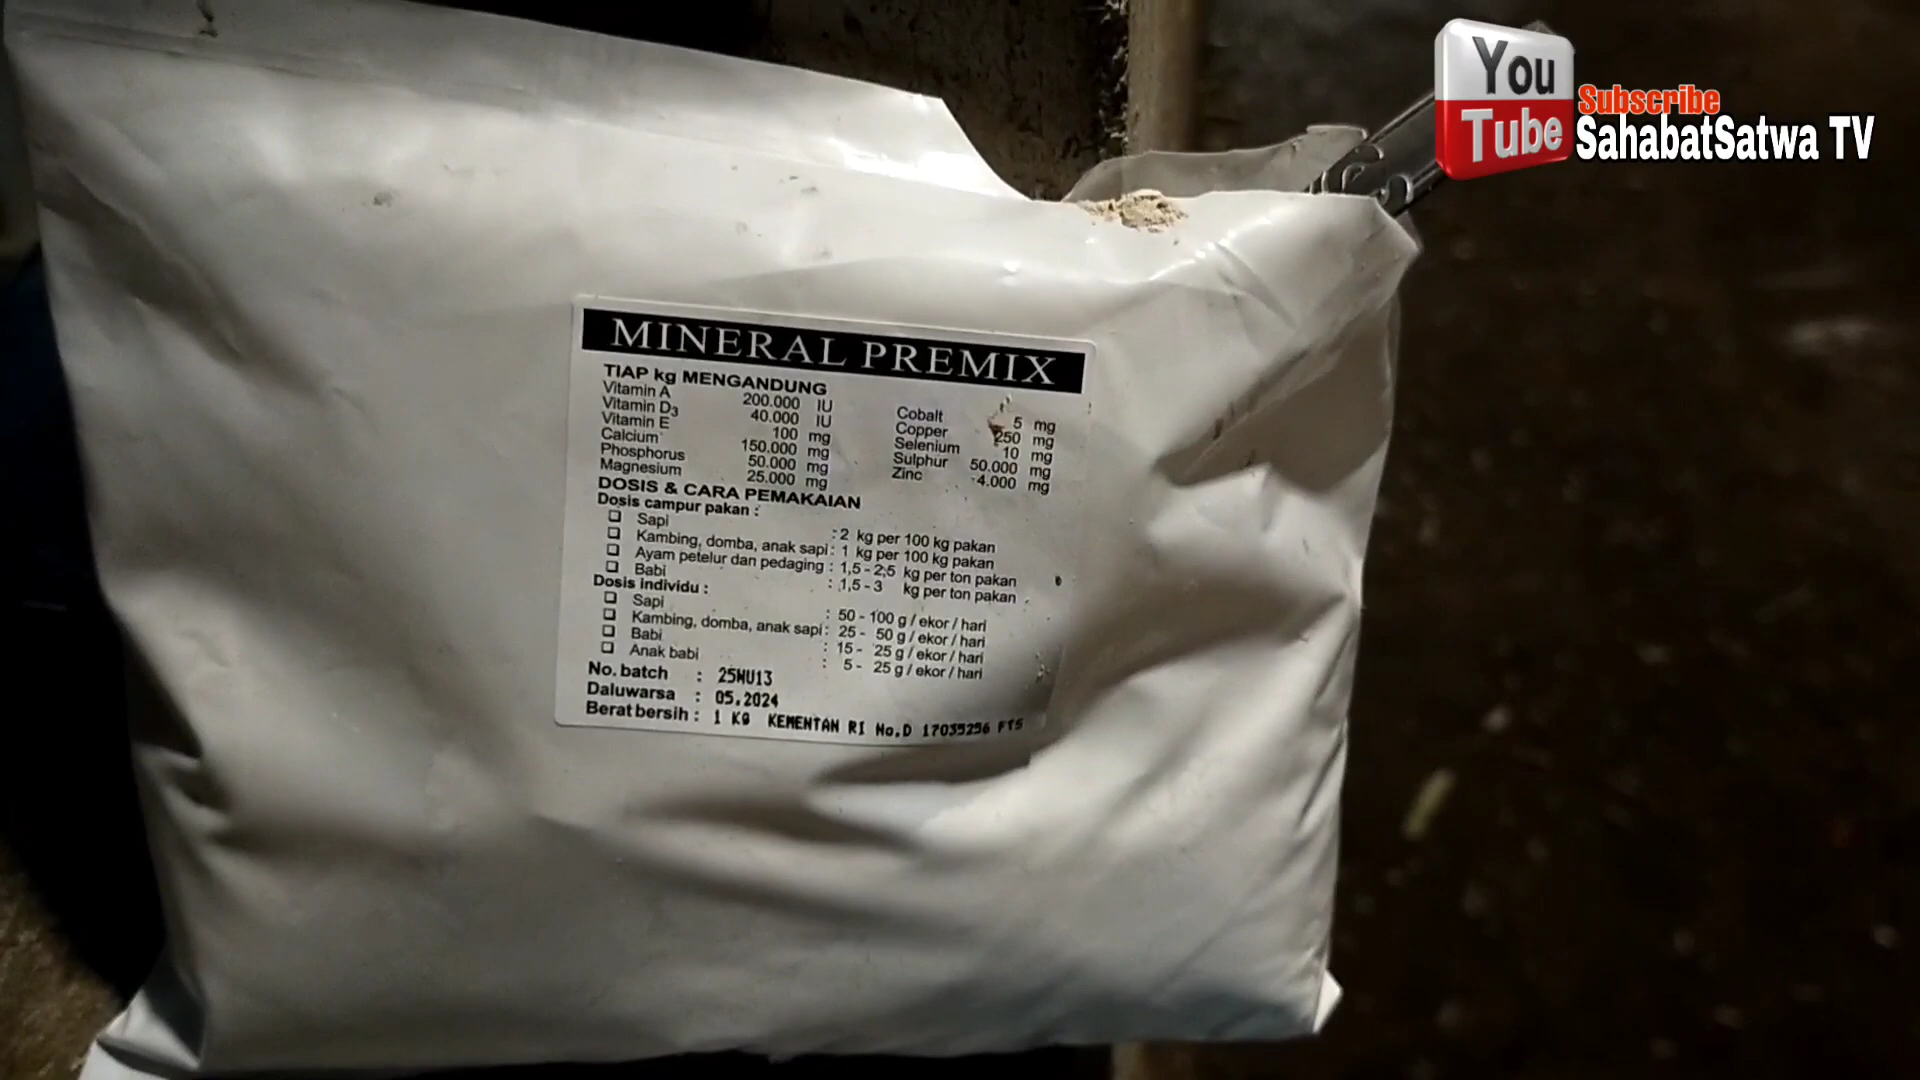 You
Tube
Subscribe
SahabatSatwa TV
MINERAL PREMIX
TIAP kg MENGANDUNG
Vitamin A 200.000 IU
Vitamin D3 40.000 IU
Vitamin E 100 mg
Calcium 150.000 mg
Phosphorus 50.000 mg
Magnesium 25.000 mg
Cobalt 5 mg
Copper 250 mg
Selenium 10 mg
Sulphur 50.000 mg
Zinc 4.000 mg
DOSIS & CARA PEMAKAIAN
Dosis campur pakan :
❑ Sapi : 2 kg per 100 kg pakan
❑ Kambing, domba, anak sapi : 1 kg per 100 kg pakan
❑ Ayam petelur dan pedaging : 1,5 - 2,5 kg per ton pakan
❑ Babi : 1,5 - 3 kg per ton pakan
Dosis individu :
❑ Sapi : 50 - 100 g / ekor / hari
❑ Kambing, domba, anak sapi : 25 - 50 g / ekor / hari
❑ Babi : 15 - 25 g / ekor / hari
❑ Anak babi : 5 - 25 g / ekor / hari
No. batch : 25MU13
Daluwarsa : 05.2024
Berat bersih : 1 KG KEMENTAN RI No.D 17035256 FTS